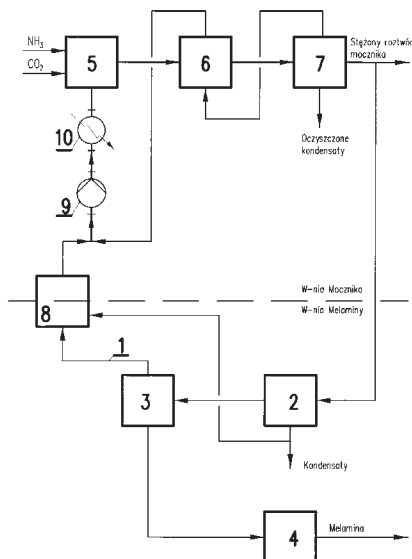 NH₃
CO₂
5
6
7
Stężony roztwór
mocznika
10
Oczyszczone
kondensaty
9
W-nia Mocznika
W-nia Melaminy
8
1
3
2
Kondensaty
4
Melamina